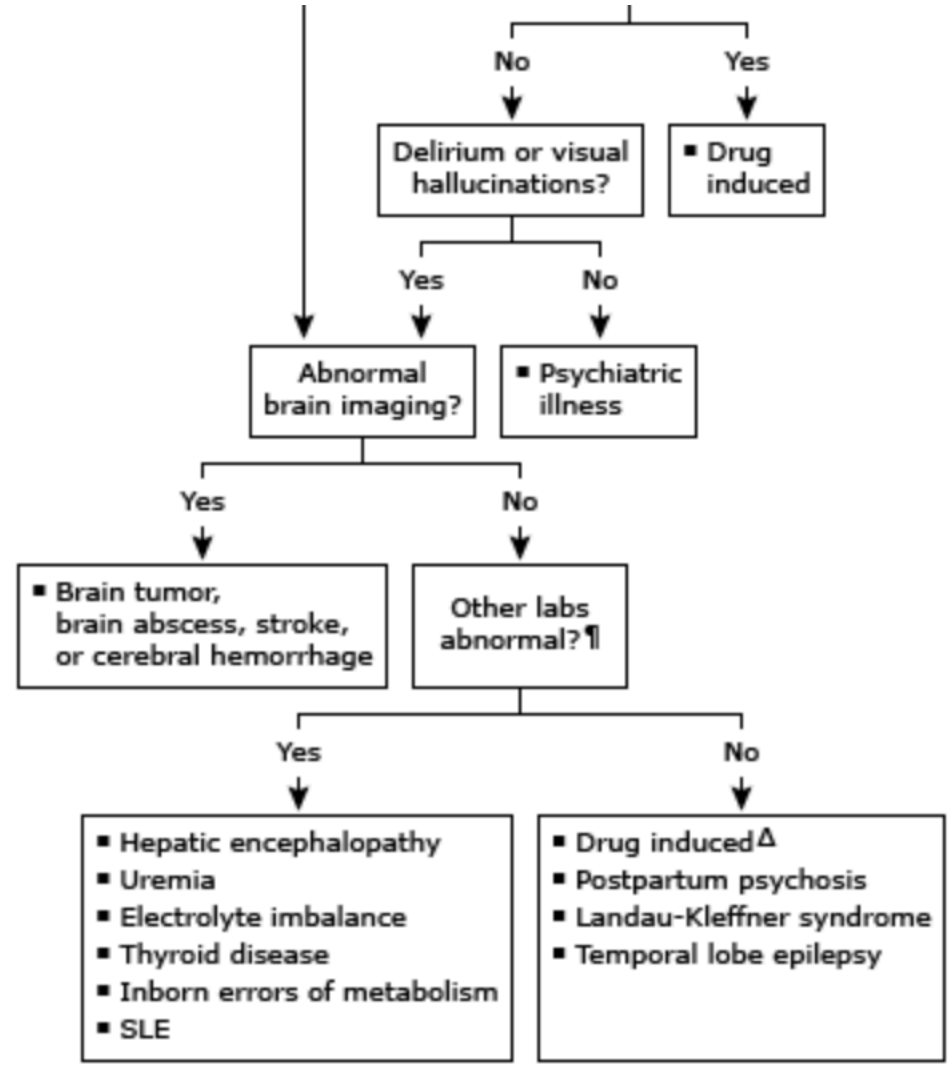 No
Yes
Delirium or visual
hallucinations?
▪ Drug
induced
Yes
No
Abnormal
brain imaging?
▪ Psychiatric
illness
Yes
No
▪ Brain tumor,
brain abscess, stroke,
or cerebral hemorrhage
Other labs
abnormal?¶
Yes
No
▪ Hepatic encephalopathy
▪ Uremia
▪ Electrolyte imbalance
▪ Thyroid disease
▪ Inborn errors of metabolism
▪ SLE
▪ Drug inducedΔ
▪ Postpartum psychosis
▪ Landau-Kleffner syndrome
▪ Temporal lobe epilepsy